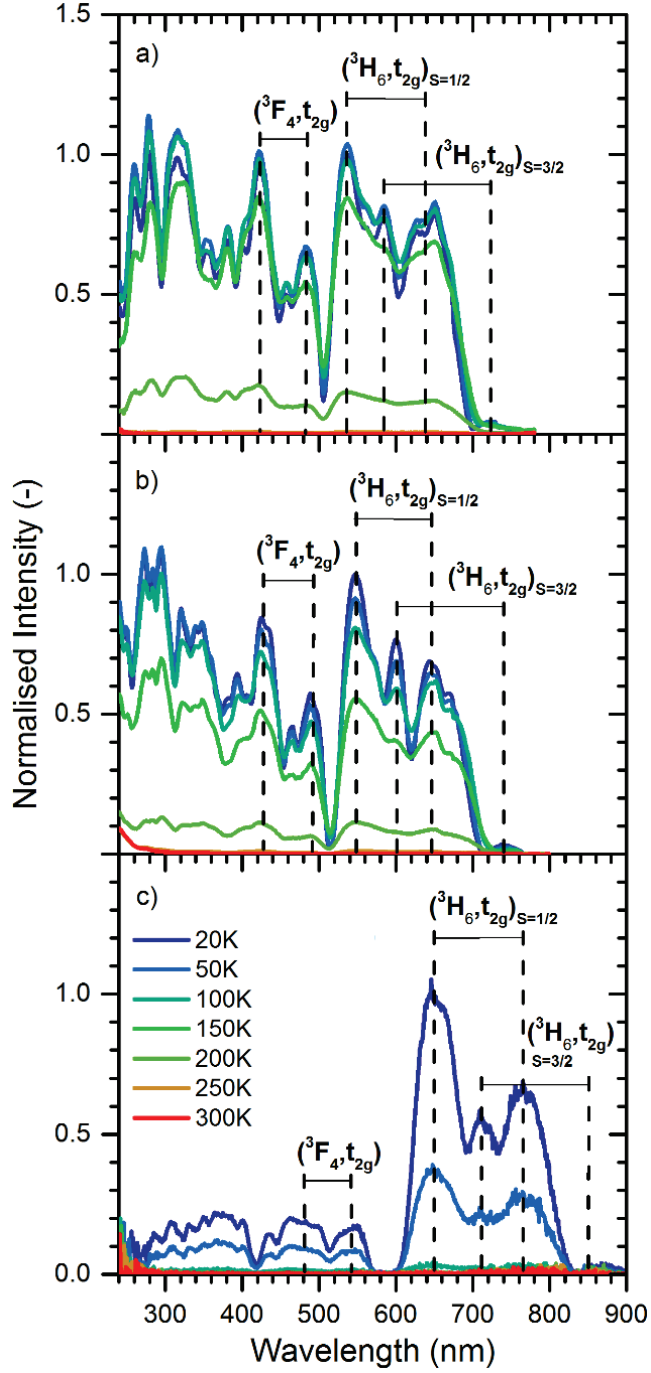 1.5
a)
(³H₆,t₂g)S=1/2
(³F₄,t₂g)
(³H₆,t₂g)S=3/2
1.0
0.5
b)
(³H₆,t₂g)S=1/2
(³F₄,t₂g)
(³H₆,t₂g)S=3/2
1.0
0.5
Normalised Intensity (-)
c)
(³H₆,t₂g)S=1/2
20K
50K
100K
150K
200K
250K
300K
(³H₆,t₂g)
S=3/2
(³F₄,t₂g)
1.0
0.5
0.0
300 400 500 600 700 800 900
Wavelength (nm)